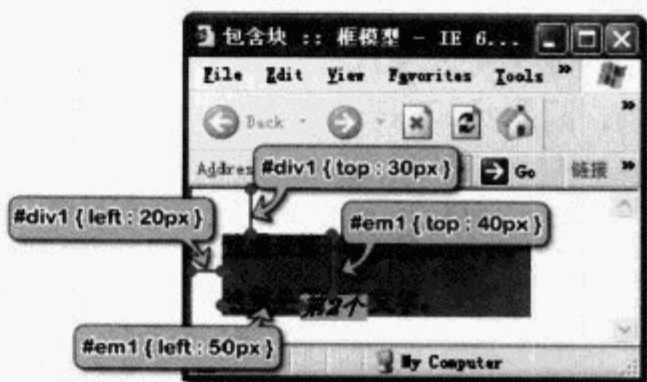 包含块 :: 框模型 - IE 6...
File Edit View Favorites Tools »
Back »
Addres Go 链接 »
#div1 { top : 30px }
#div1 { left : 20px }
#em1 { top : 40px }
第2个
#em1 { left : 50px }
My Computer